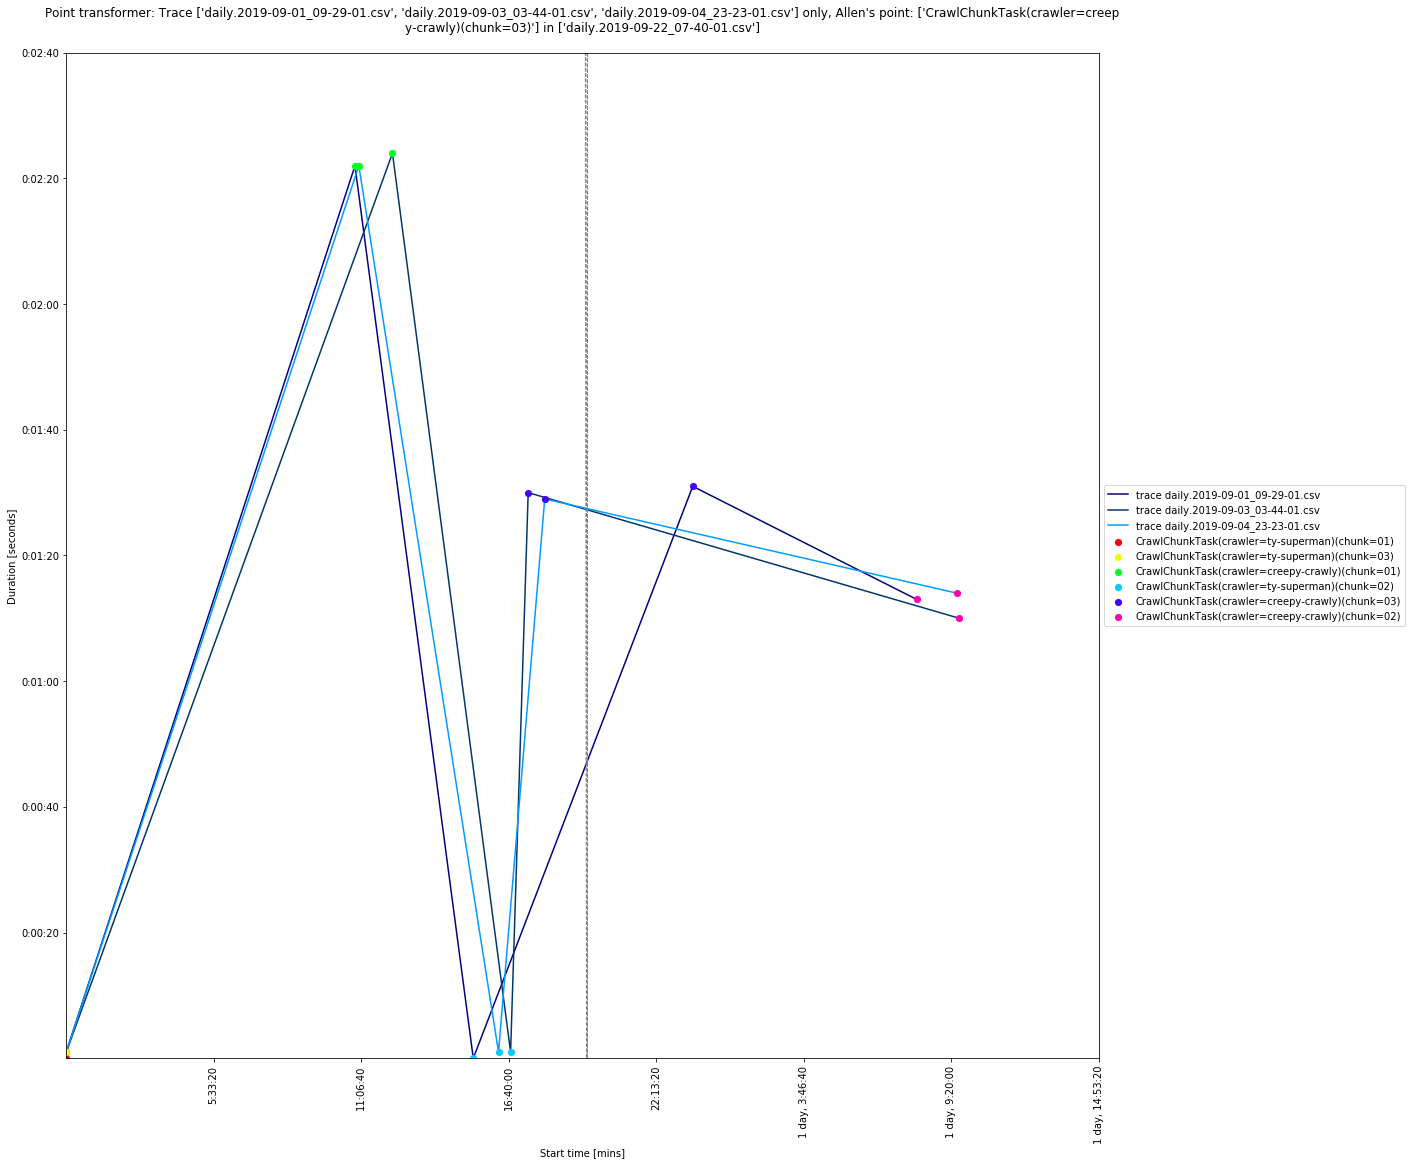 Point transformer: Trace ['daily.2019-09-01_09-29-01.csv', 'daily.2019-09-03_03-44-01.csv', 'daily.2019-09-04_23-23-01.csv'] only, Allen's point: ['CrawlChunkTask(crawler=creep
y-crawly)(chunk=03)'] in ['daily.2019-09-22_07-40-01.csv']
0:02:40
0:02:20
0:02:00
0:01:40
0:01:20
0:01:00
0:00:40
0:00:20
Duration [seconds]
5:33:20
11:06:40
16:40:00
22:13:20
1 day, 3:46:40
1 day, 9:20:00
1 day, 14:53:20
Start time [mins]
trace daily.2019-09-01_09-29-01.csv
trace daily.2019-09-03_03-44-01.csv
trace daily.2019-09-04_23-23-01.csv
CrawlChunkTask(crawler=ty-superman)(chunk=01)
CrawlChunkTask(crawler=ty-superman)(chunk=03)
CrawlChunkTask(crawler=creepy-crawly)(chunk=01)
CrawlChunkTask(crawler=ty-superman)(chunk=02)
CrawlChunkTask(crawler=creepy-crawly)(chunk=03)
CrawlChunkTask(crawler=creepy-crawly)(chunk=02)